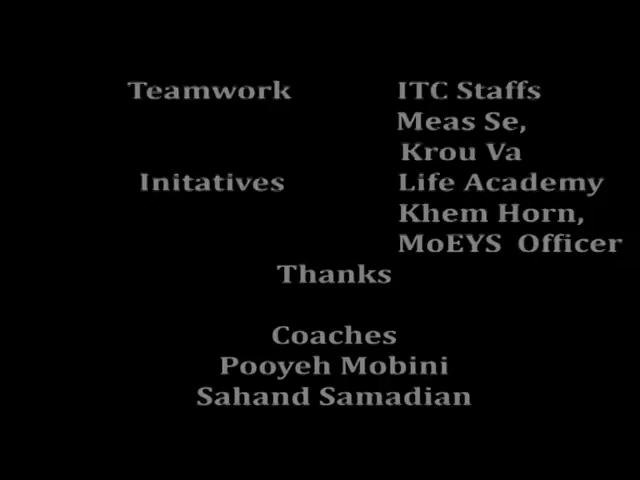 Teamwork ITC Staffs
Meas Se,
Krou Va
Initatives Life Academy
Khem Horn,
MoEYS Officer
Thanks
Coaches
Pooyeh Mobini
Sahand Samadian